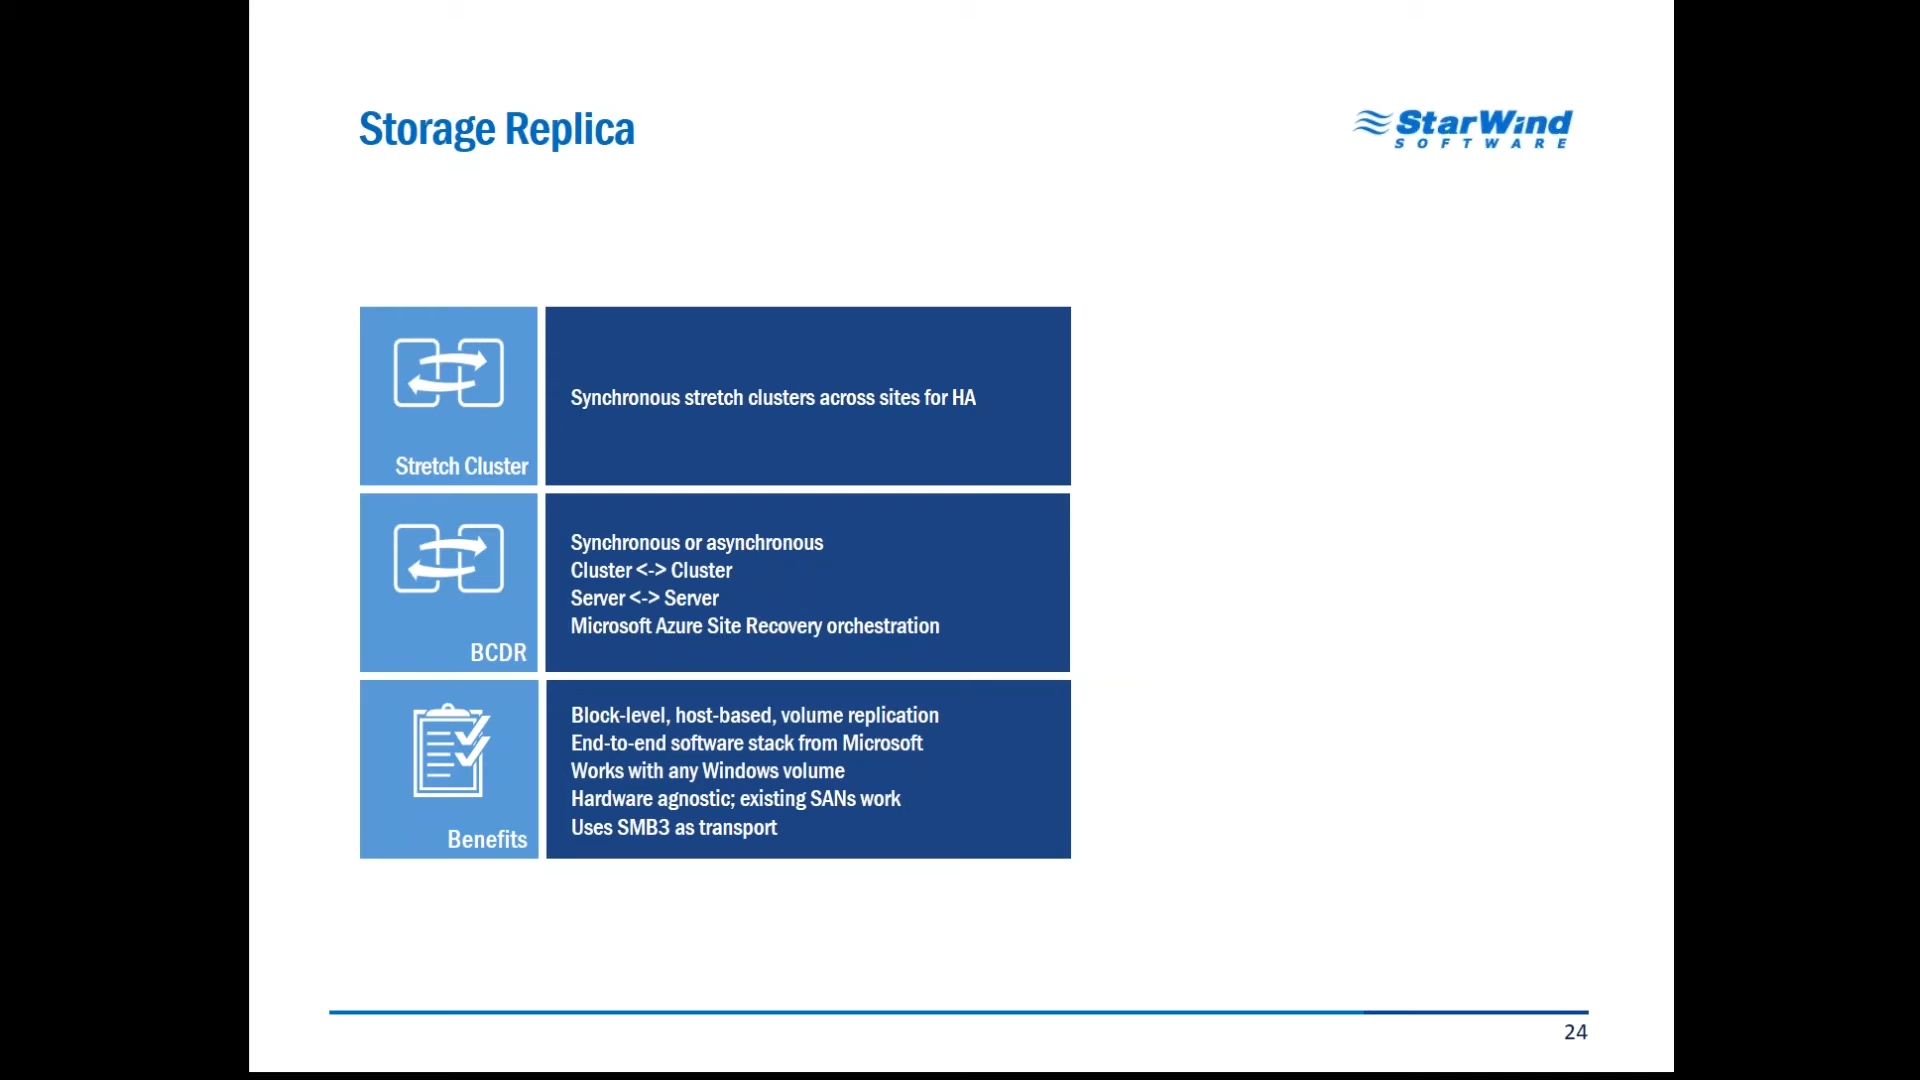 Storage Replica
StarWind
SOFTWARE
Stretch Cluster
Synchronous stretch clusters across sites for HA
BCDR
Synchronous or asynchronous
Cluster <-> Cluster
Server <-> Server
Microsoft Azure Site Recovery orchestration
Benefits
Block-level, host-based, volume replication
End-to-end software stack from Microsoft
Works with any Windows volume
Hardware agnostic; existing SANs work
Uses SMB3 as transport
24